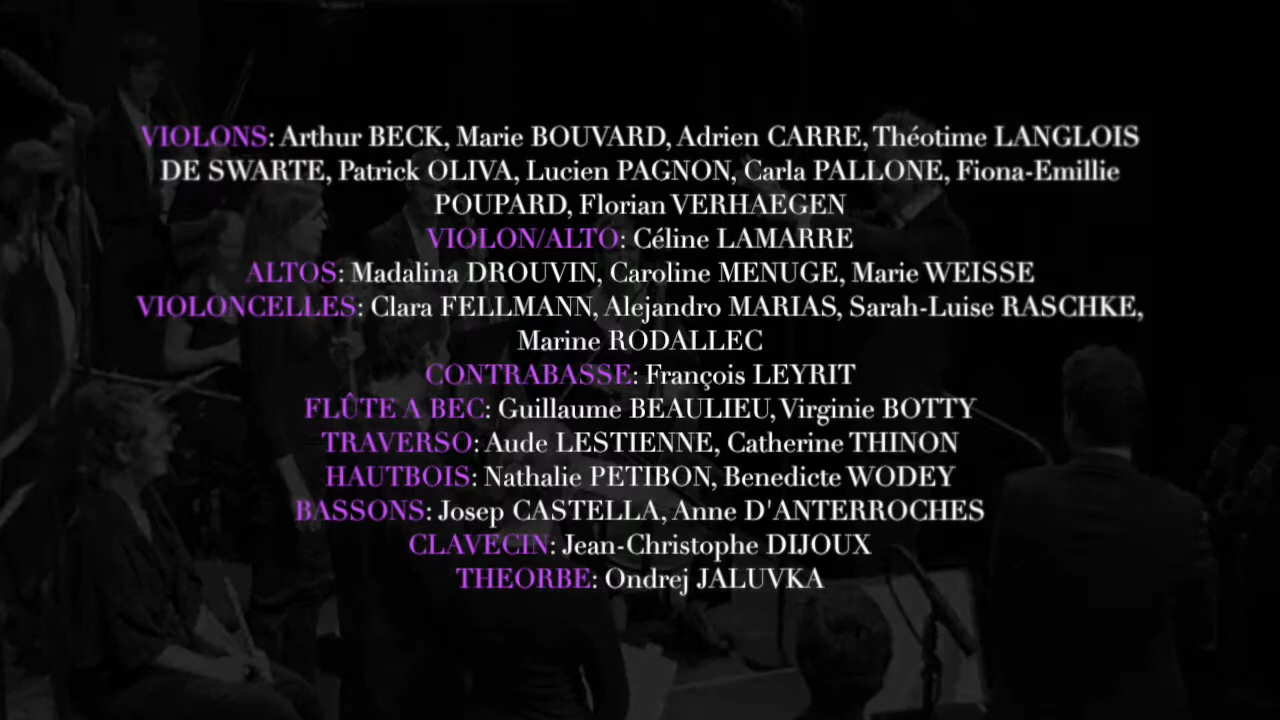 VIOLONS: Arthur BECK, Marie BOUVARD, Adrien CARRE, Théotime LANGLOIS
DE SWARTE, Patrick OLIVA, Lucien PAGNON, Carla PALLONE, Fiona-Emillie
POUPARD, Florian VERHAEGEN
VIOLON/ALTO: Céline LAMARRE
ALTOS: Madalina DROUVIN, Caroline MENUGE, Marie WEISSE
VIOLONCELLES: Clara FELLMANN, Alejandro MARIAS, Sarah-Luise RASCHKE,
Marine RODALLEC
CONTRABASSE: François LEYRIT
FLÛTE A BEC: Guillaume BEAULIEU, Virginie BOTTY
TRAVERSO: Aude LESTIENNE, Catherine THINON
HAUTBOIS: Nathalie PETIBON, Benedicte WODEY
BASSONS: Josep CASTELLA, Anne D'ANTERROCHES
CLAVECIN: Jean-Christophe DIJOUX
THEORBE: Ondrej JALUVKA